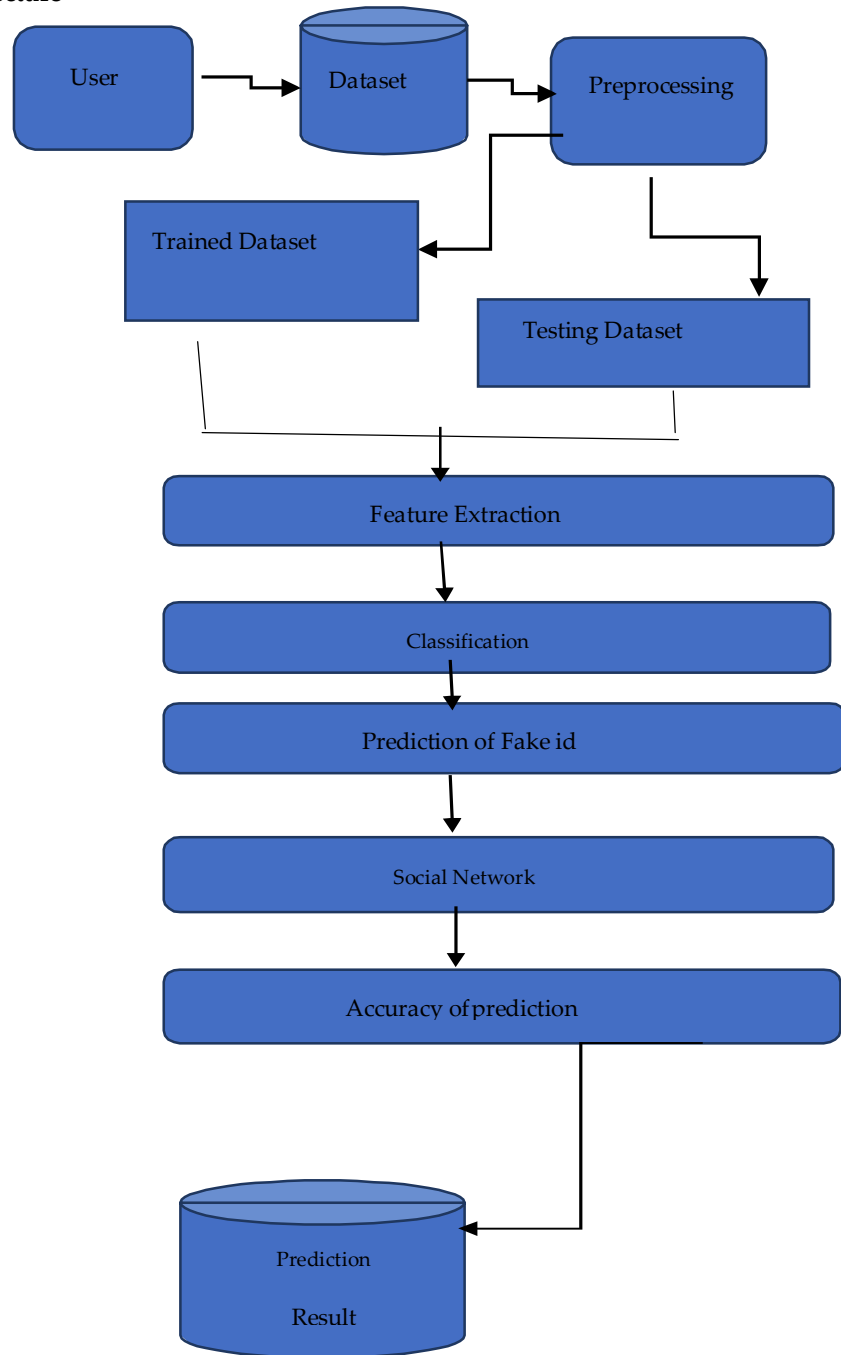 User
Dataset
Preprocessing
Trained Dataset
Testing Dataset
Feature Extraction
Classification
Prediction of Fake id
Social Network
Accuracy of prediction
Prediction
Result